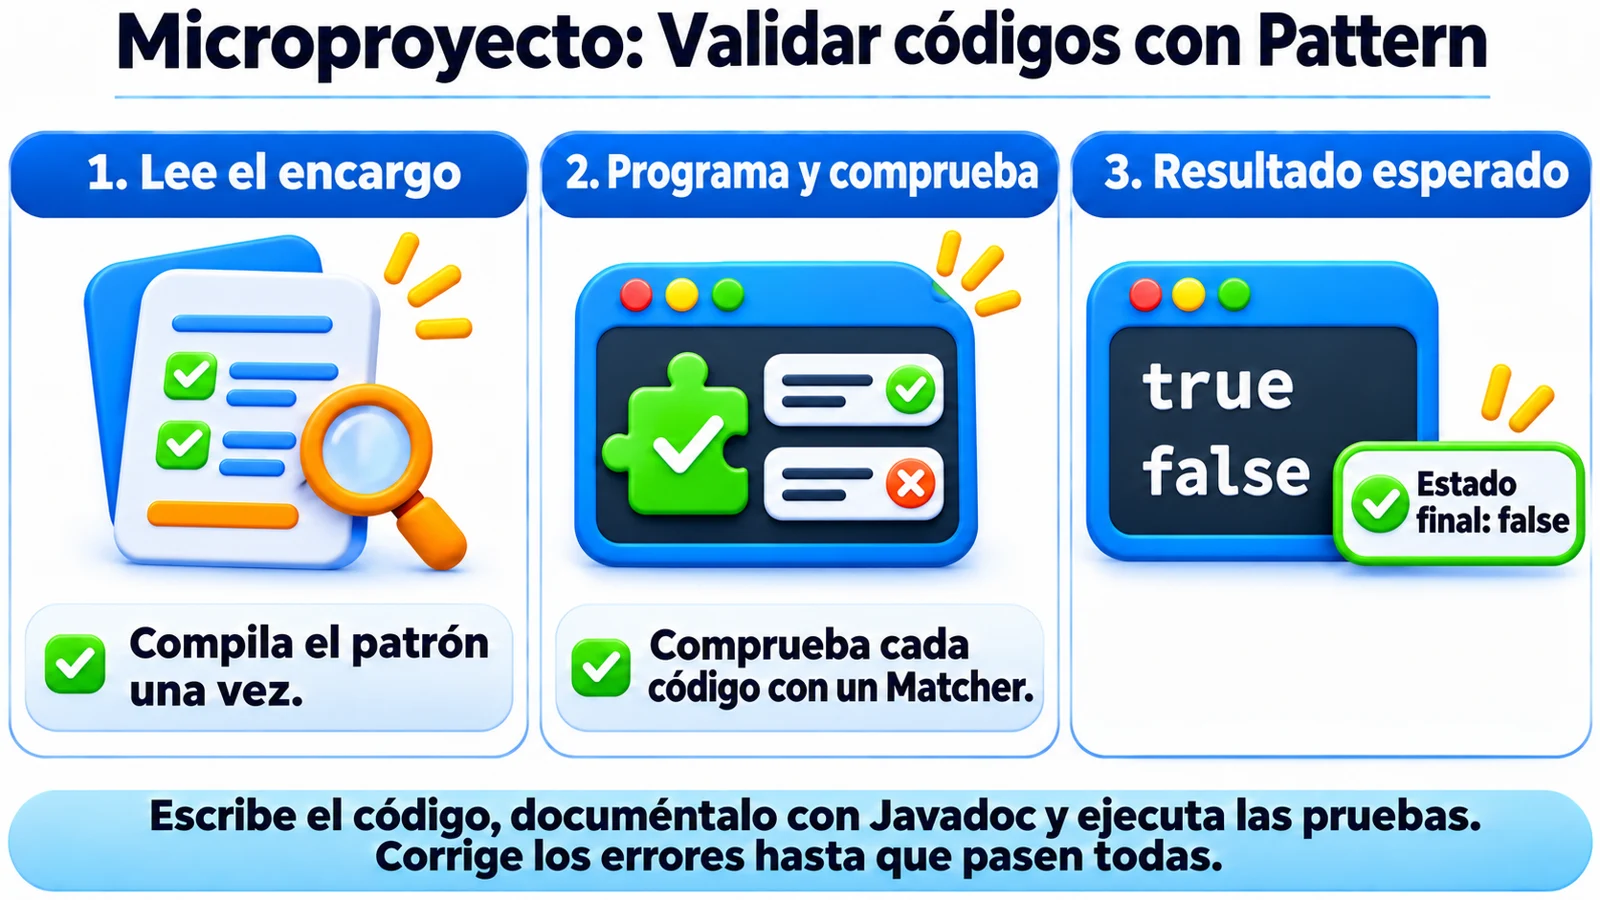 Microproyecto: Validar códigos con Pattern
1. Lee el encargo
Compila el patrón
una vez.
2. Programa y comprueba
Comprueba cada
código con un Matcher.
3. Resultado esperado
true
false
Estado
final: false
Escribe el código, documéntalo con Javadoc y ejecuta las pruebas.
Corrige los errores hasta que pasen todas.